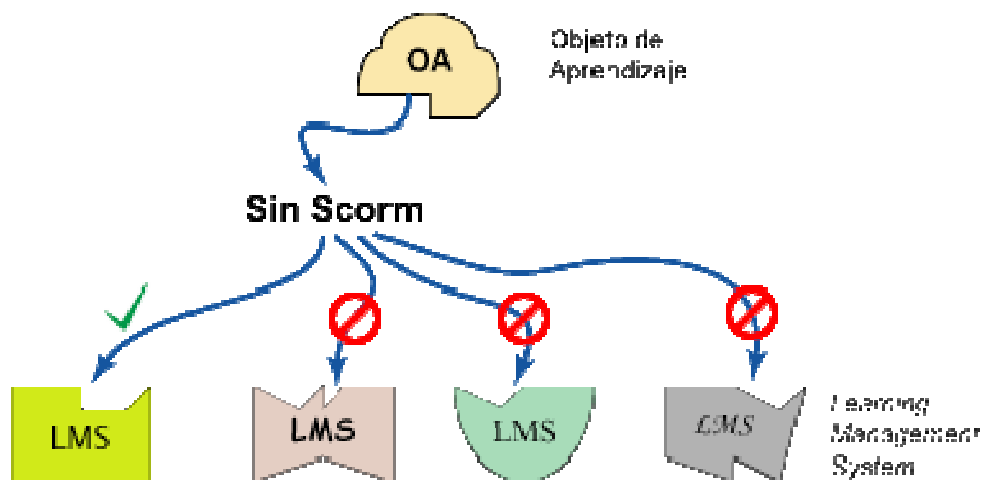 OA
Objeto de
Aprendizaje
Sin Scorm
LMS
LMS
LMS
LMS
Learning
Management
System